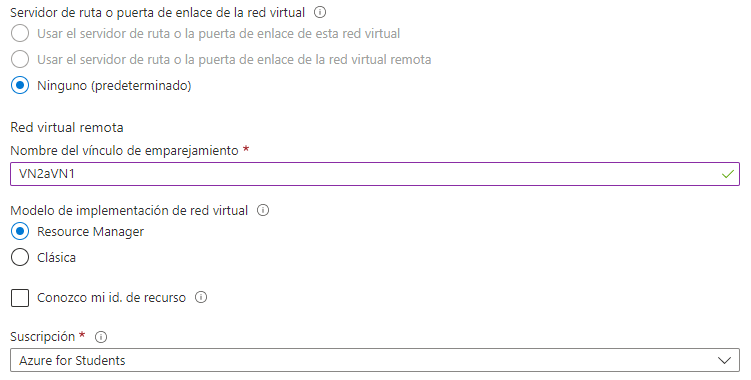 Servidor de ruta o puerta de enlace de la red virtual
Usar el servidor de ruta o la puerta de enlace de esta red virtual
Usar el servidor de ruta o la puerta de enlace de la red virtual remota
Ninguno (predeterminado)
Red virtual remota
Nombre del vínculo de emparejamiento *
VN2aVN1
Modelo de implementación de red virtual
Resource Manager
Clásica
Conozco mi id. de recurso
Suscripción *
Azure for Students